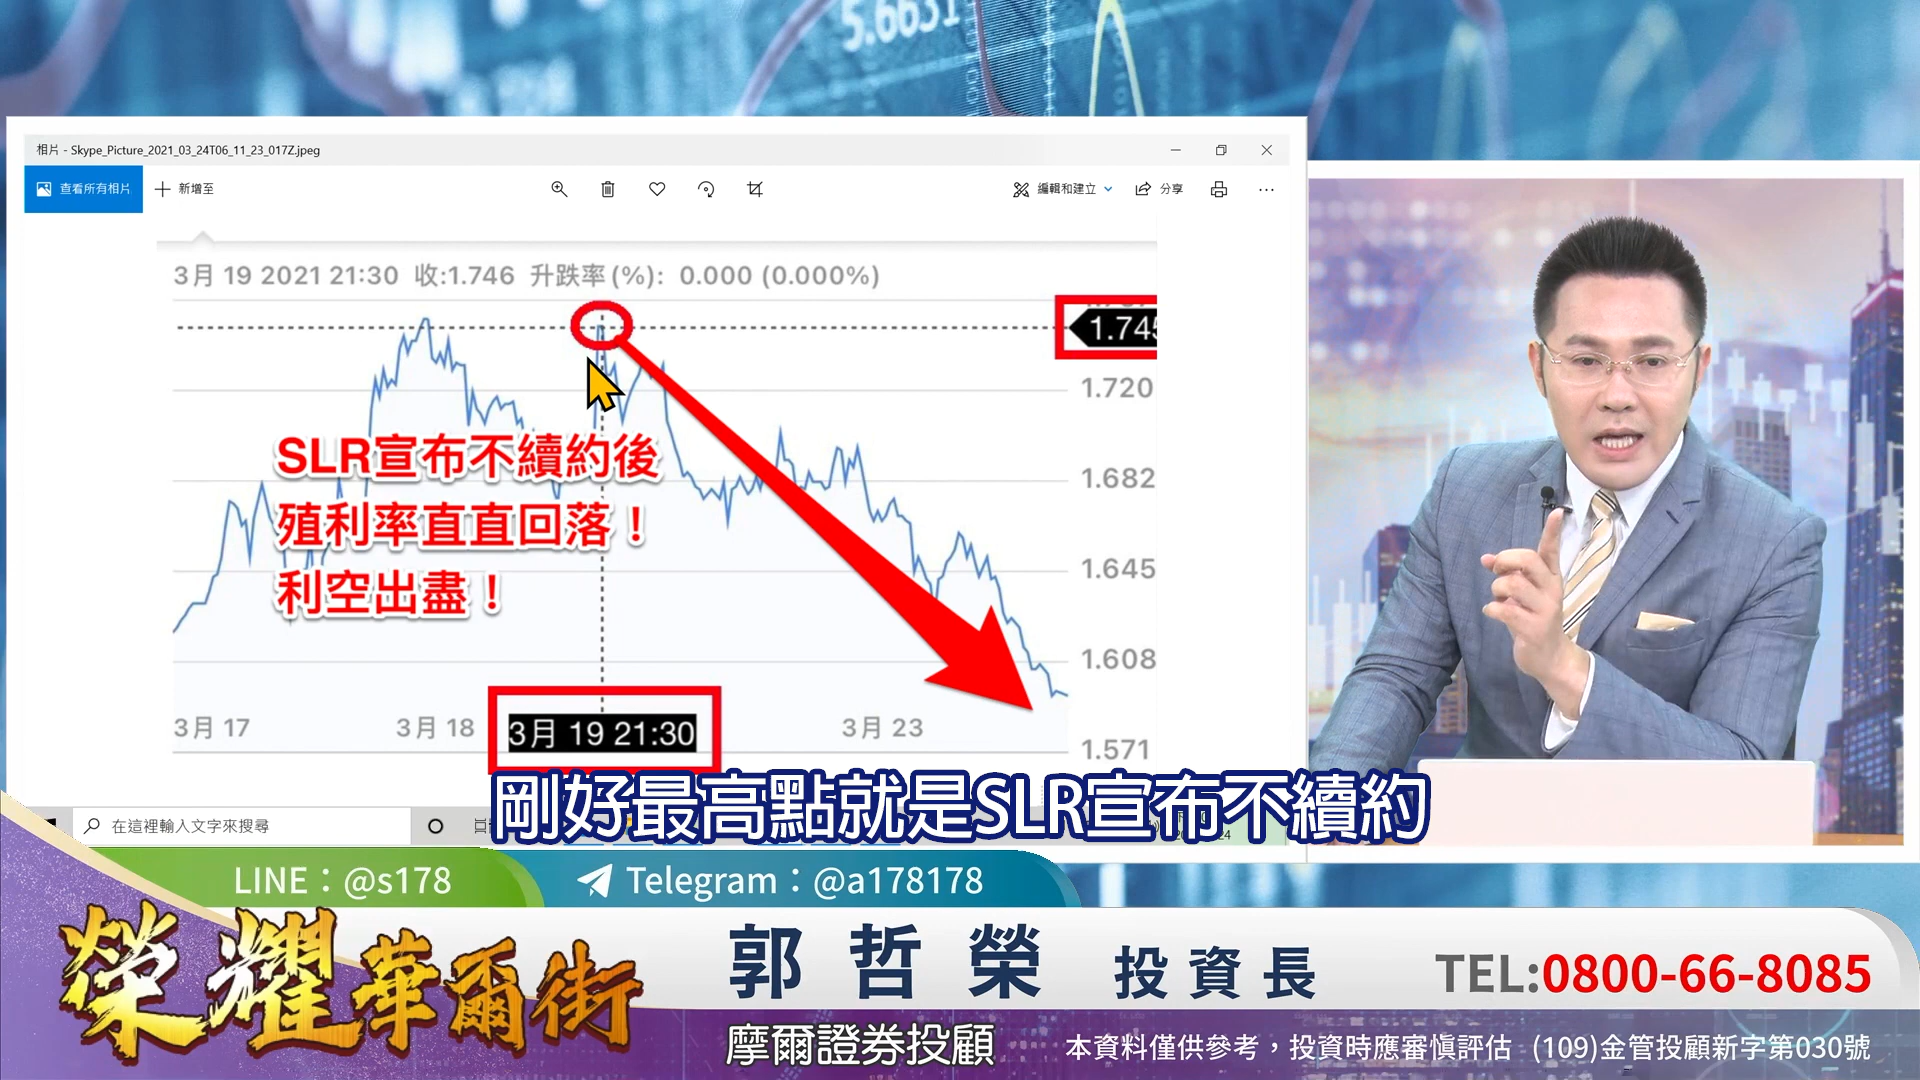 5.6631
相片 - Skype_Picture_2021_03_24T06_11_23_017Z.jpeg
查看所有相片
新增至
編輯和建立
分享
3月 19 2021 21:30 收:1.746 升跌率(%): 0.000 (0.000%)
1.745
1.720
1.682
1.645
1.608
1.571
SLR宣布不續約後
殖利率直直回落！
利空出盡！
3月 17
3月 18
3月 19 21:30
3月 23
剛好最高點就是SLR宣布不續約
在這裡輸入文字來搜尋
LINE：@s178
Telegram：@a178178
榮耀華爾街
郭哲榮 投資長
TEL:0800-66-8085
摩爾證券投顧
本資料僅供參考，投資時應審慎評估 (109)金管投顧新字第030號